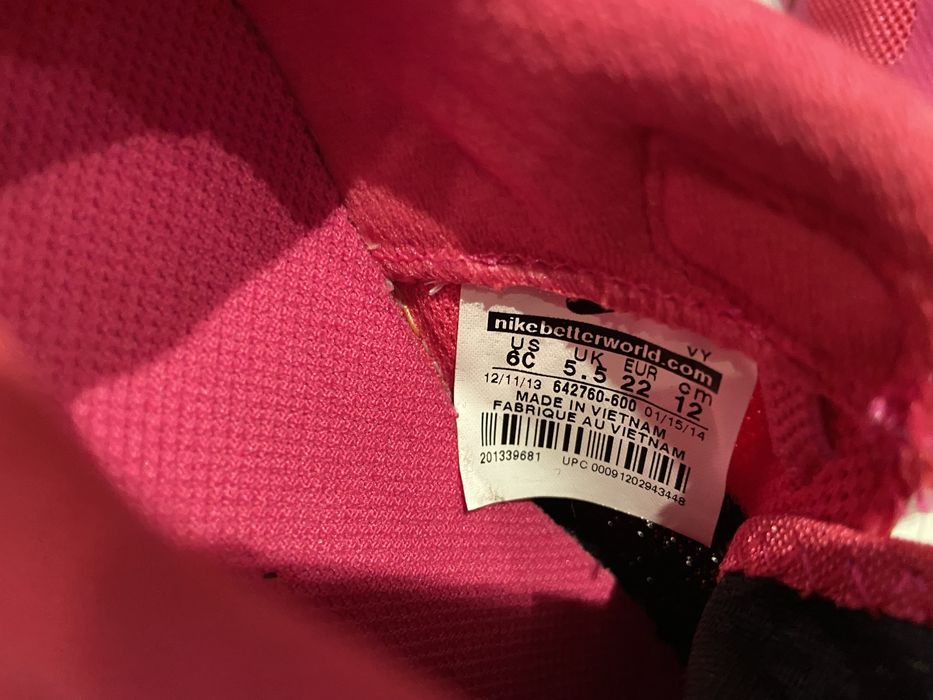 nikebetterworld.com
VY
US UK EUR cm
6C 5.5 22 12
12/11/13 642760-600 01/15/14
MADE IN VIETNAM
FABRIQUE AU VIETNAM
201339681 UPC 00091202943448